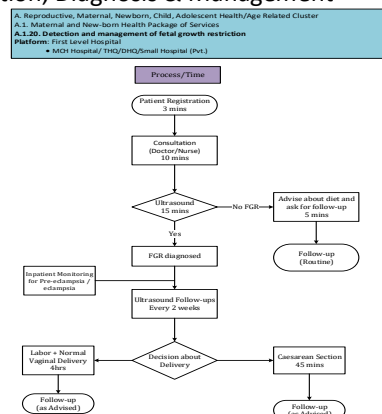 tion, Diagnosis & Management
A. Reproductive, Maternal, Newborn, Child, Adolescent Health/Age Related Cluster
A.1. Maternal and New-born Health Package of Services
A.1.20. Detection and management of fetal growth restriction
Platform: First Level Hospital
• MCH Hospital/ THQ/DHQ/Small Hospital (Pvt.)
Process/Time
Patient Registration
3 mins
Consultation
(Doctor/Nurse)
10 mins
Ultrasound
15 mins
No FGR
Advise about diet and
ask for follow-up
5 mins
Follow-up
(Routine)
Yes
FGR diagnosed
Inpatient Monitoring
for Pre-eclampsia /
eclampsia
Ultrasound Follow-ups
Every 2 weeks
Decision about
Delivery
Labor + Normal
Vaginal Delivery
4hrs
Follow-up
(as Advised)
Caesarean Section
45 mins
Follow-up
(as Advised)